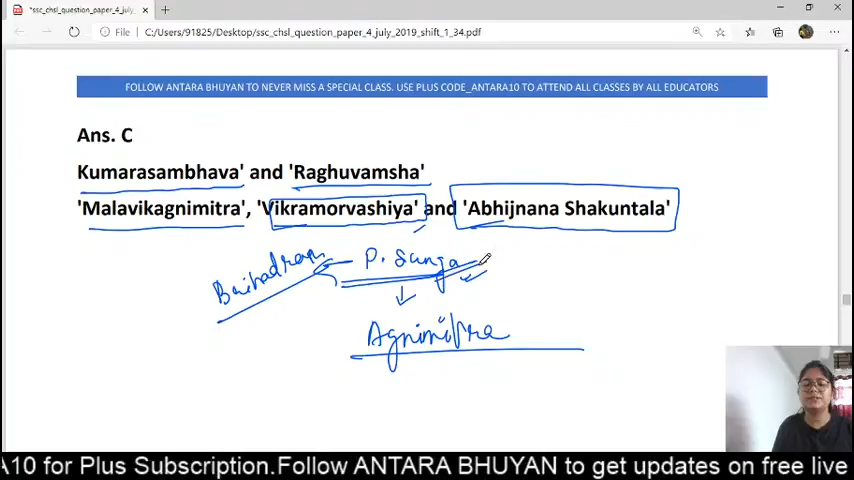 *ssc_chsl_question_paper_4_july_2019_shift_1_34.pdf
File C:/Users/91825/Desktop/ssc_chsl_question_paper_4_july_2019_shift_1_34.pdf
FOLLOW ANTARA BHUYAN TO NEVER MISS A SPECIAL CLASS. USE PLUS CODE_ANTARA10 TO ATTEND ALL CLASSES BY ALL EDUCATORS
Ans. C
Kumarasambhava' and 'Raghuvamsha'
'Malavikagnimitra', 'Vikramorvashiya' and 'Abhijnana Shakuntala'
P. Sunga
Agnimitra
A10 for Plus Subscription.Follow ANTARA BHUYAN to get updates on free live